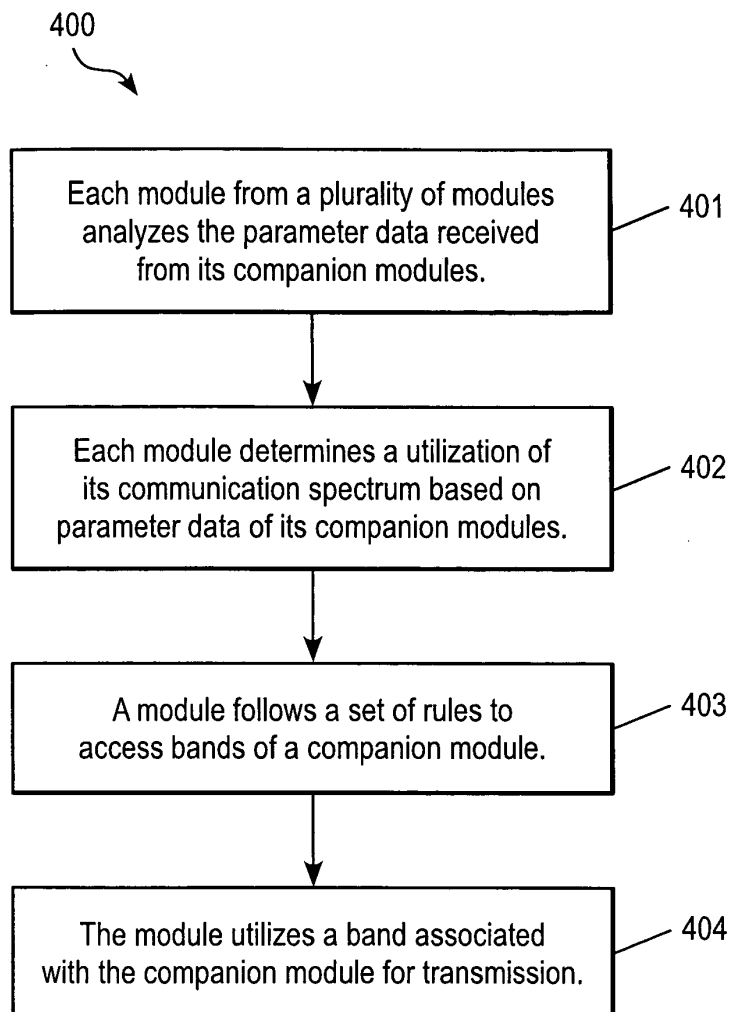 400
Each module from a plurality of modules
analyzes the parameter data received
from its companion modules.
401
Each module determines a utilization of
its communication spectrum based on
parameter data of its companion modules.
402
A module follows a set of rules to
access bands of a companion module.
403
The module utilizes a band associated
with the companion module for transmission.
404